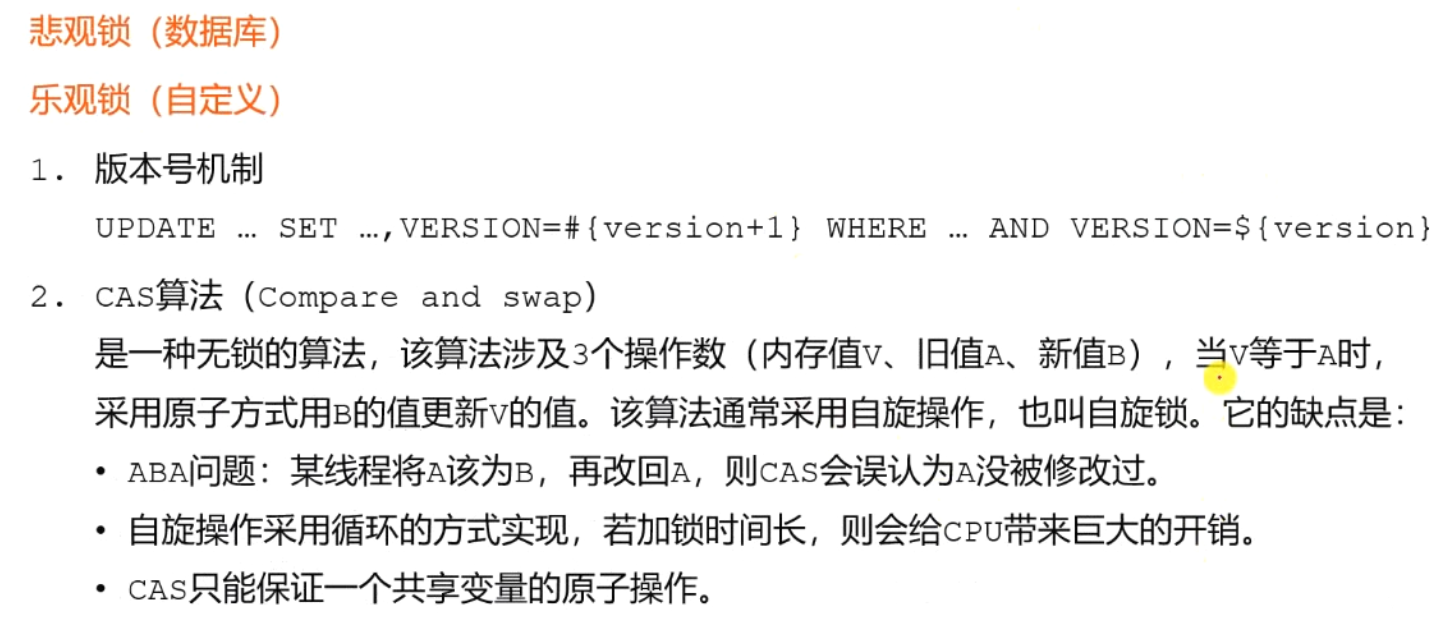 悲观锁（数据库）
乐观锁（自定义）
1. 版本号机制
UPDATE … SET …,VERSION=#{version+1} WHERE … AND VERSION=${version}
2. CAS算法（Compare and swap）
是一种无锁的算法，该算法涉及3个操作数（内存值V、旧值A、新值B），当V等于A时，
采用原子方式用B的值更新V的值。该算法通常采用自旋操作，也叫自旋锁。它的缺点是：
• ABA问题：某线程将A该为B，再改回A，则CAS会误认为A没被修改过。
• 自旋操作采用循环的方式实现，若加锁时间长，则会给CPU带来巨大的开销。
• CAS只能保证一个共享变量的原子操作。